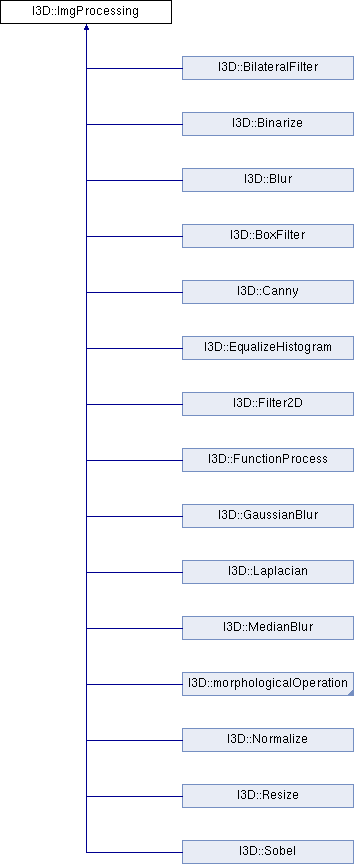 I3D::ImgProcessing
I3D::BilateralFilter
I3D::Binarize
I3D::Blur
I3D::BoxFilter
I3D::Canny
I3D::EqualizeHistogram
I3D::Filter2D
I3D::FunctionProcess
I3D::GaussianBlur
I3D::Laplacian
I3D::MedianBlur
I3D::morphologicalOperation
I3D::Normalize
I3D::Resize
I3D::Sobel